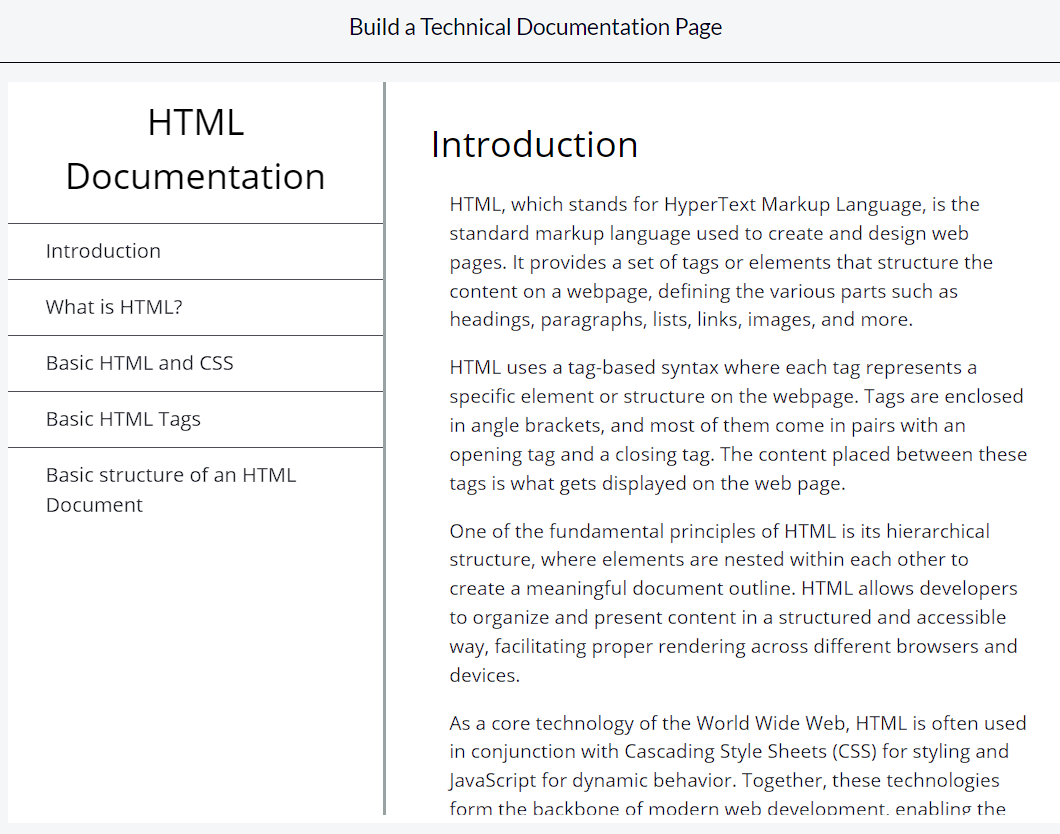 Build a Technical Documentation Page
HTML
Documentation
Introduction
What is HTML?
Basic HTML and CSS
Basic HTML Tags
Basic structure of an HTML
Document
Introduction
HTML, which stands for HyperText Markup Language, is the
standard markup language used to create and design web
pages. It provides a set of tags or elements that structure the
content on a webpage, defining the various parts such as
headings, paragraphs, lists, links, images, and more.
HTML uses a tag-based syntax where each tag represents a
specific element or structure on the webpage. Tags are enclosed
in angle brackets, and most of them come in pairs with an
opening tag and a closing tag. The content placed between these
tags is what gets displayed on the web page.
One of the fundamental principles of HTML is its hierarchical
structure, where elements are nested within each other to
create a meaningful document outline. HTML allows developers
to organize and present content in a structured and accessible
way, facilitating proper rendering across different browsers and
devices.
As a core technology of the World Wide Web, HTML is often used
in conjunction with Cascading Style Sheets (CSS) for styling and
JavaScript for dynamic behavior. Together, these technologies
form the backbone of modern web development, enabling the